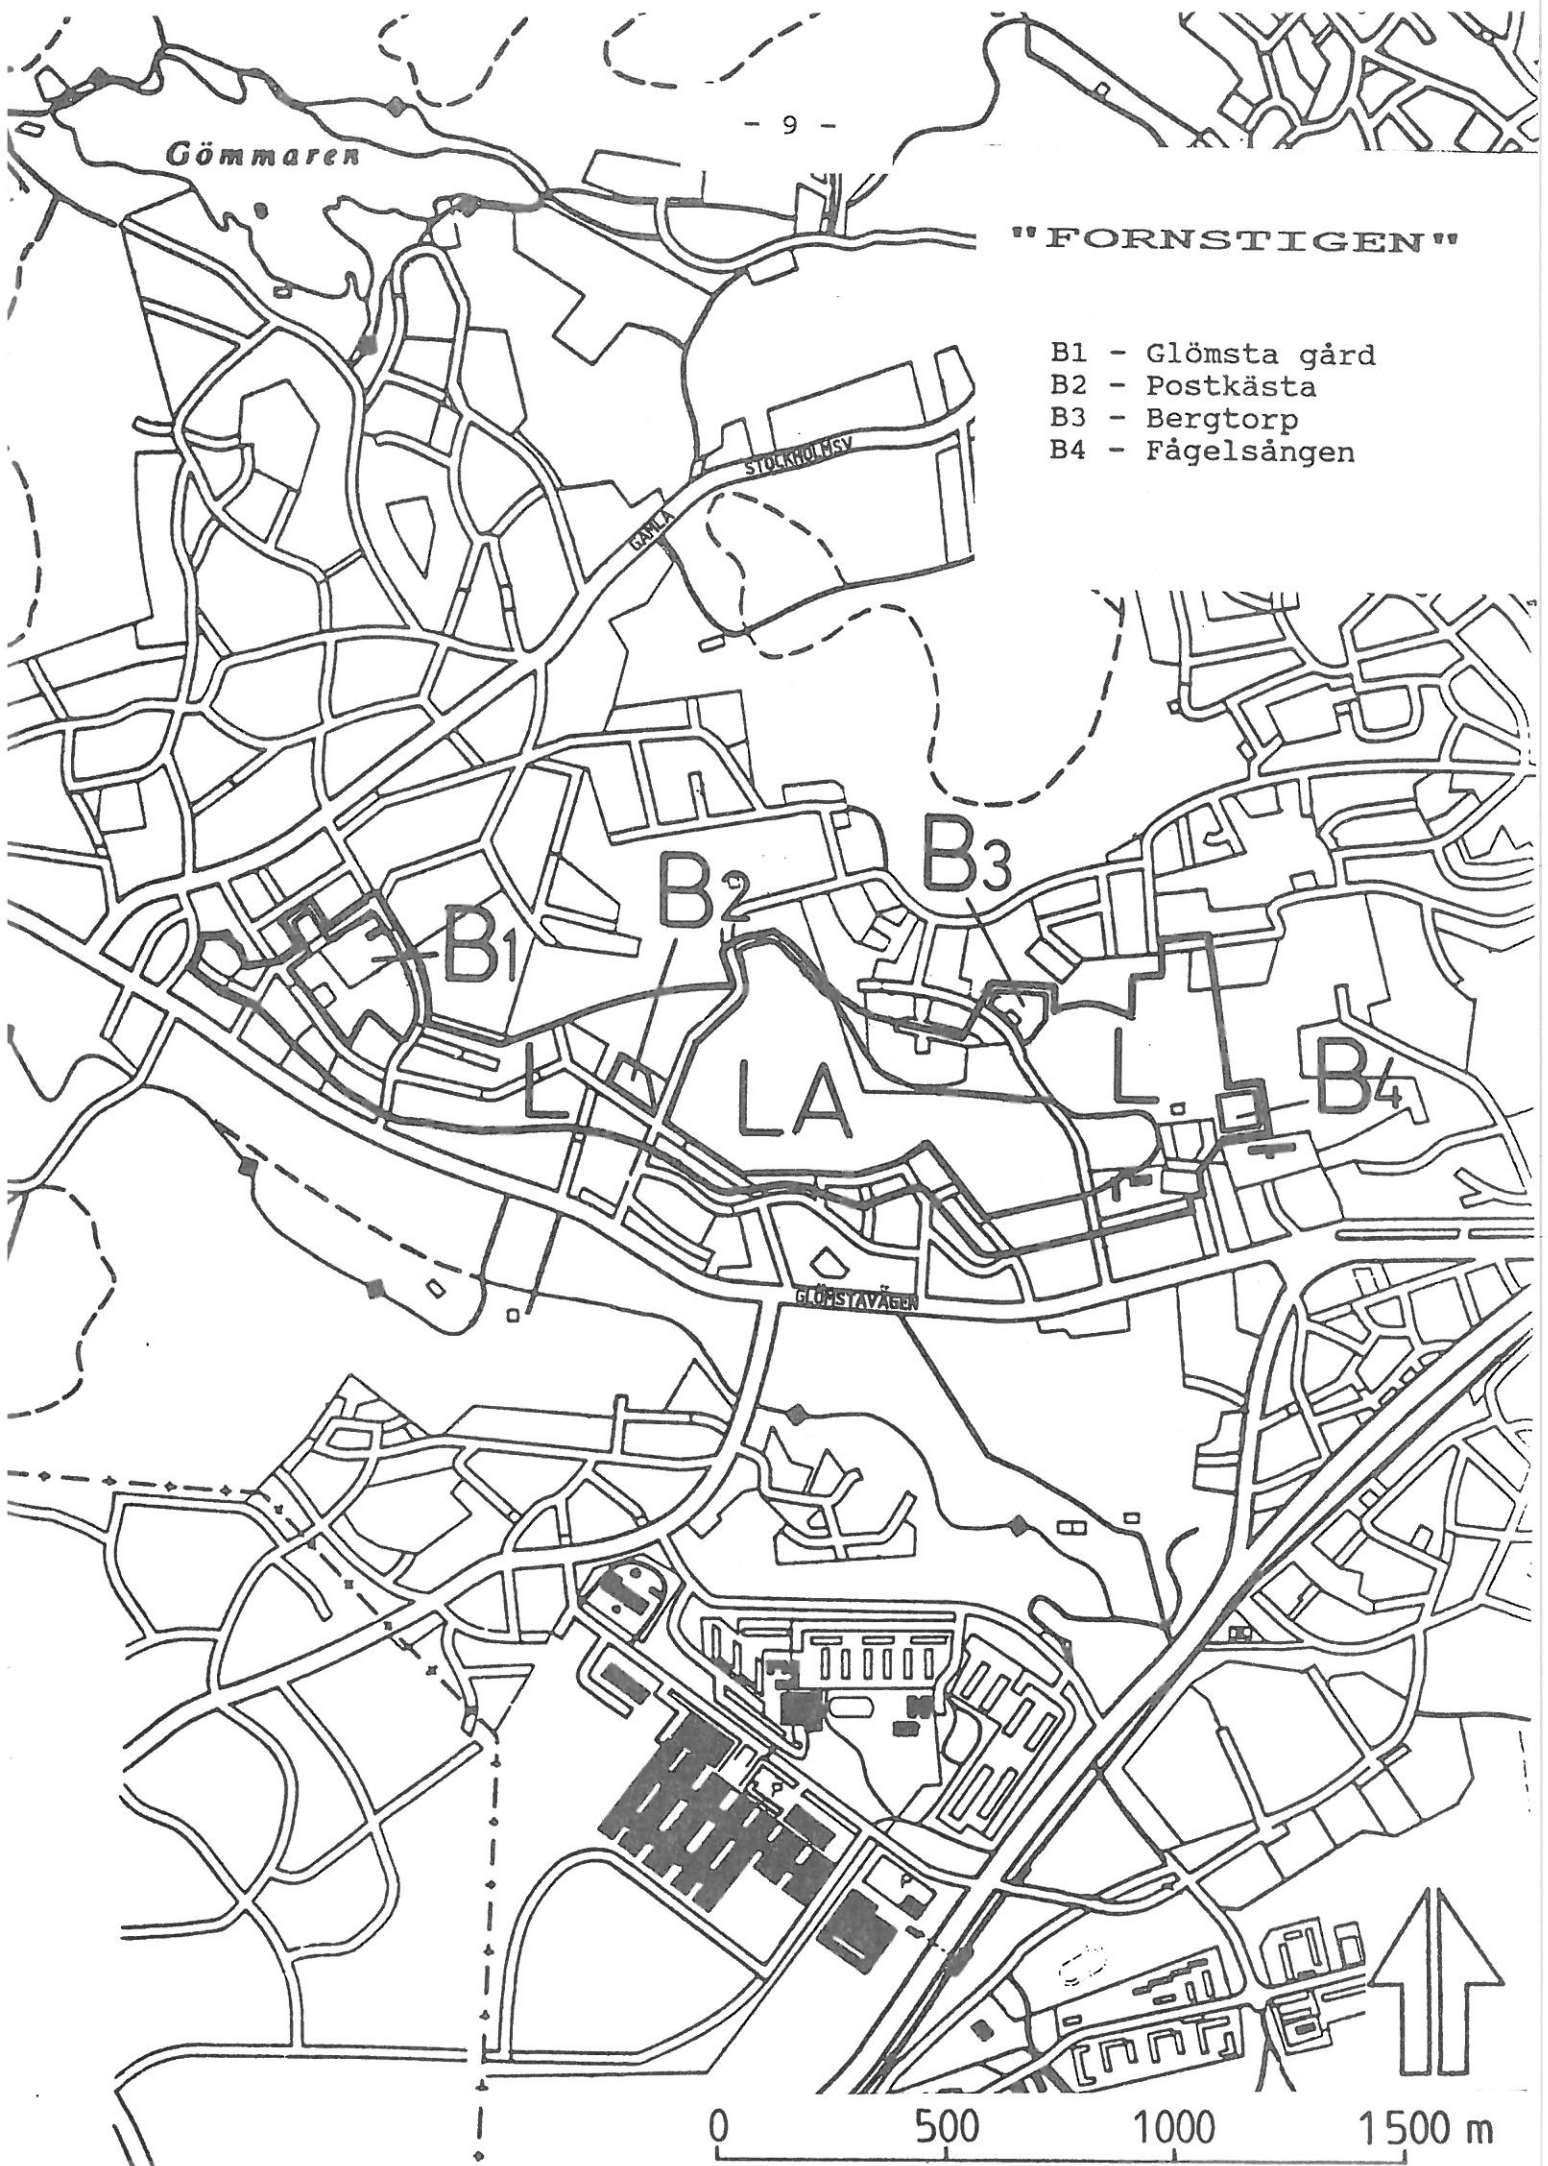 - 9 -
Gömmaren
"FORNSTIGEN"
B1 - Glömsta gård
B2 - Postkästa
B3 - Bergtorp
B4 - Fågelsången
GAMLA STOCKHOLMSV
B3
B2
B1
L
LA
L
B4
GLÖMSTAVÄGEN
0 500 1000 1500 m